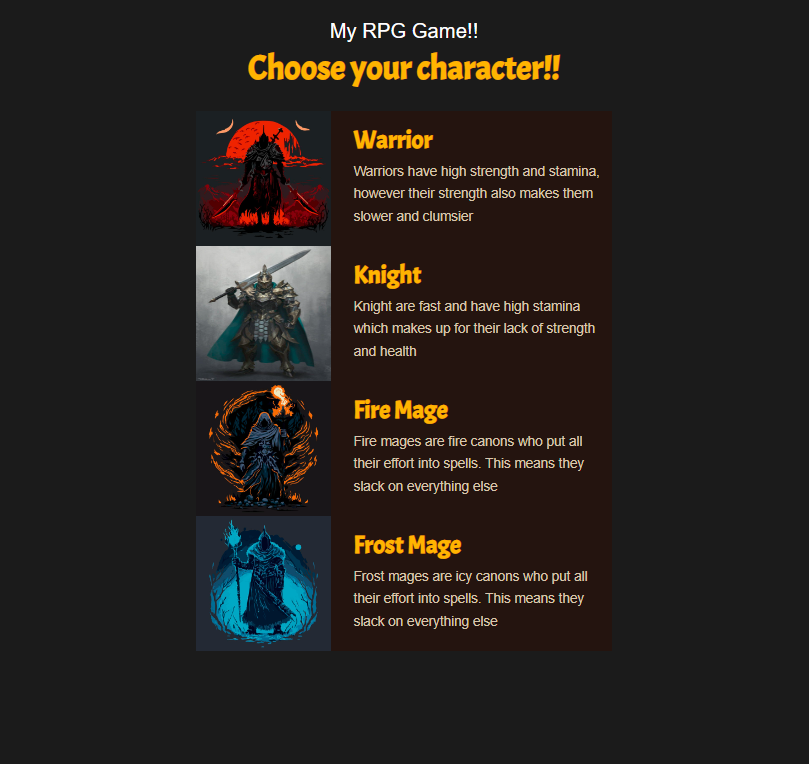 My RPG Game!!
Choose your character!!
Warrior
Warriors have high strength and stamina,
however their strength also makes them
slower and clumsier
Knight
Knight are fast and have high stamina
which makes up for their lack of strength
and health
Fire Mage
Fire mages are fire canons who put all
their effort into spells. This means they
slack on everything else
Frost Mage
Frost mages are icy canons who put all
their effort into spells. This means they
slack on everything else